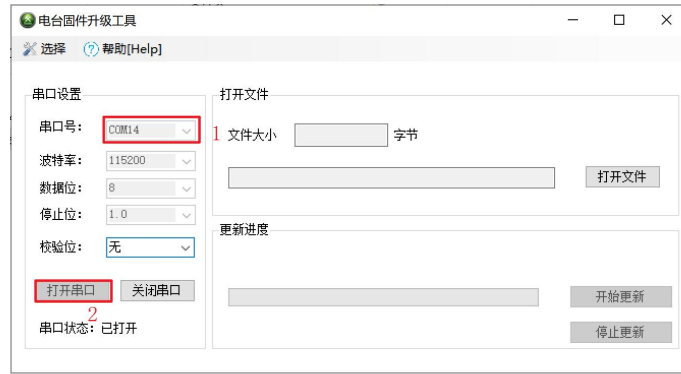 电台固件升级工具
选择 帮助[Help]
串口设置
串口号: COM14 1
波特率: 115200
数据位: 8
停止位: 1.0
校验位: 无
打开串口 关闭串口
2
串口状态: 已打开
打开文件
文件大小 字节
打开文件
更新进度
开始更新
停止更新